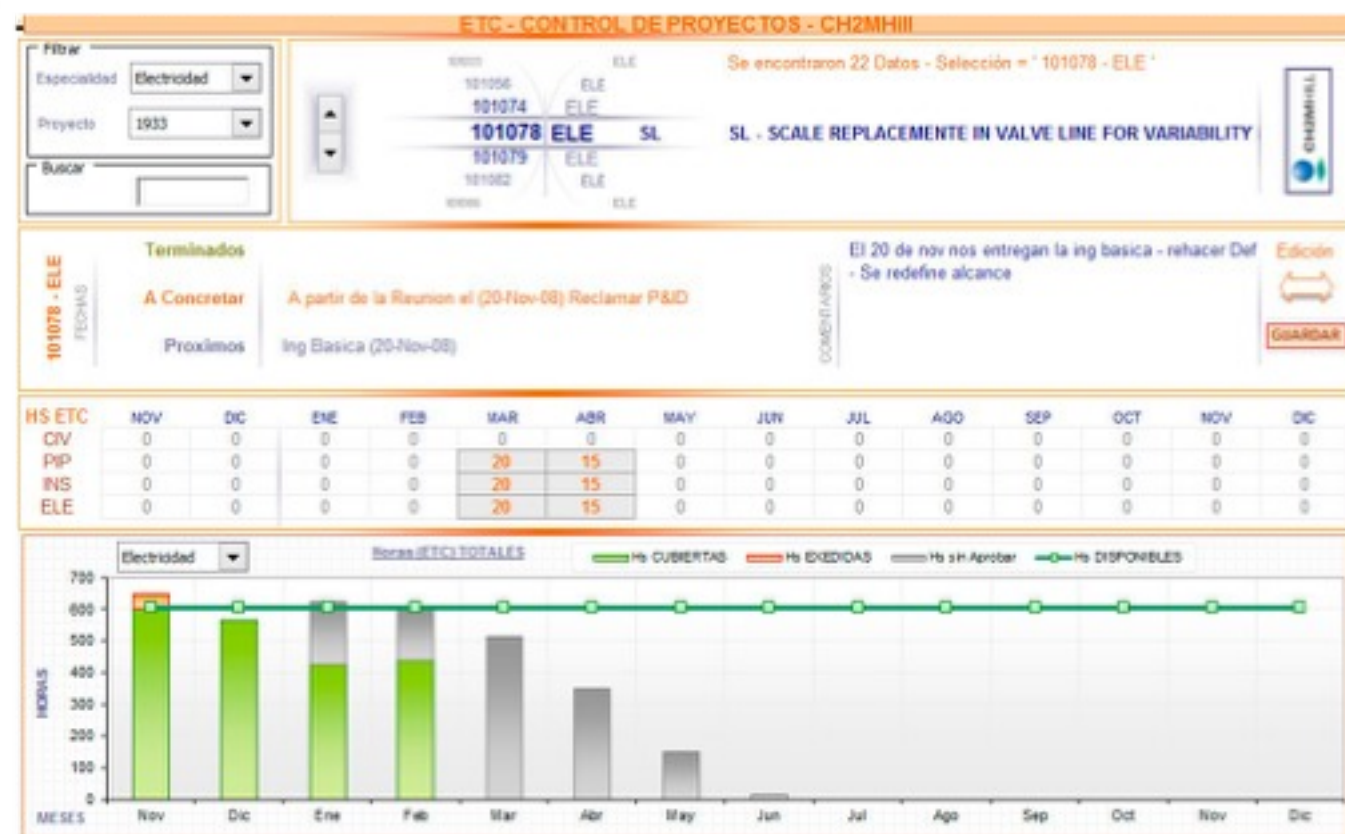 ETC - CONTROL DE PROYECTOS - CH2MHill
Filtrar
Especialidad Electricidad
Proyecto 1933
Buscar
ELE
101056 ELE
101074 ELE
101078 ELE SL
101079 ELE
101082 ELE
ELE
Se encontraron 22 Datos - Selección = ' 101078 - ELE '
SL - SCALE REPLACEMENTE IN VALVE LINE FOR VARIABILITY
CH2MHILL
101078 - ELE
FECHAS
Terminados
A Concretar A partir de la Reunion el (20-Nov-08) Reclamar P&ID
Proximos Ing Basica (20-Nov-08)
COMENTARIOS
El 20 de nov nos entregan la ing basica - rehacer Def
- Se redefine alcance
Edición
GUARDAR
HS ETC NOV DIC ENE FEB MAR ABR MAY JUN JUL AGO SEP OCT NOV DIC
CIV 0 0 0 0 0 0 0 0 0 0 0 0 0 0
PIP 0 0 0 0 20 15 0 0 0 0 0 0 0 0
INS 0 0 0 0 20 15 0 0 0 0 0 0 0 0
ELE 0 0 0 0 20 15 0 0 0 0 0 0 0 0
Electricidad
Horas (ETC) TOTALES
Hs CUBIERTAS Hs EXEDIDAS Hs sin Aprobar Hs DISPONIBLES
HORAS
700
600
500
400
300
200
100
0
MESES Nov Dic Ene Feb Mar Abr May Jun Jul Ago Sep Oct Nov Dic